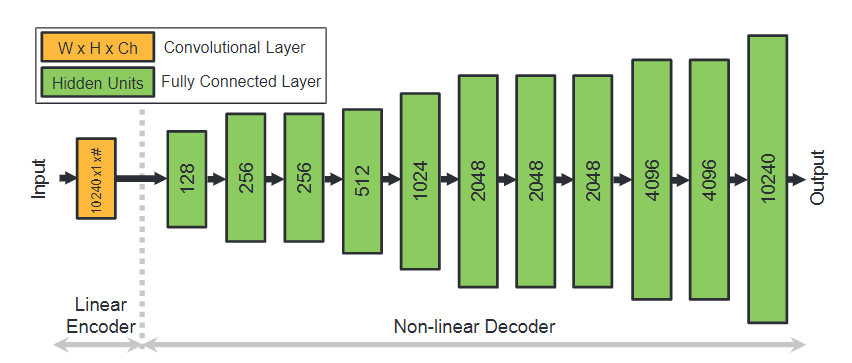 W x H x Ch
Convolutional Layer
Hidden Units
Fully Connected Layer
Input
10240 x1 x#
128
256
256
512
1024
2048
2048
2048
4096
4096
10240
Output
Linear
Encoder
Non-linear Decoder